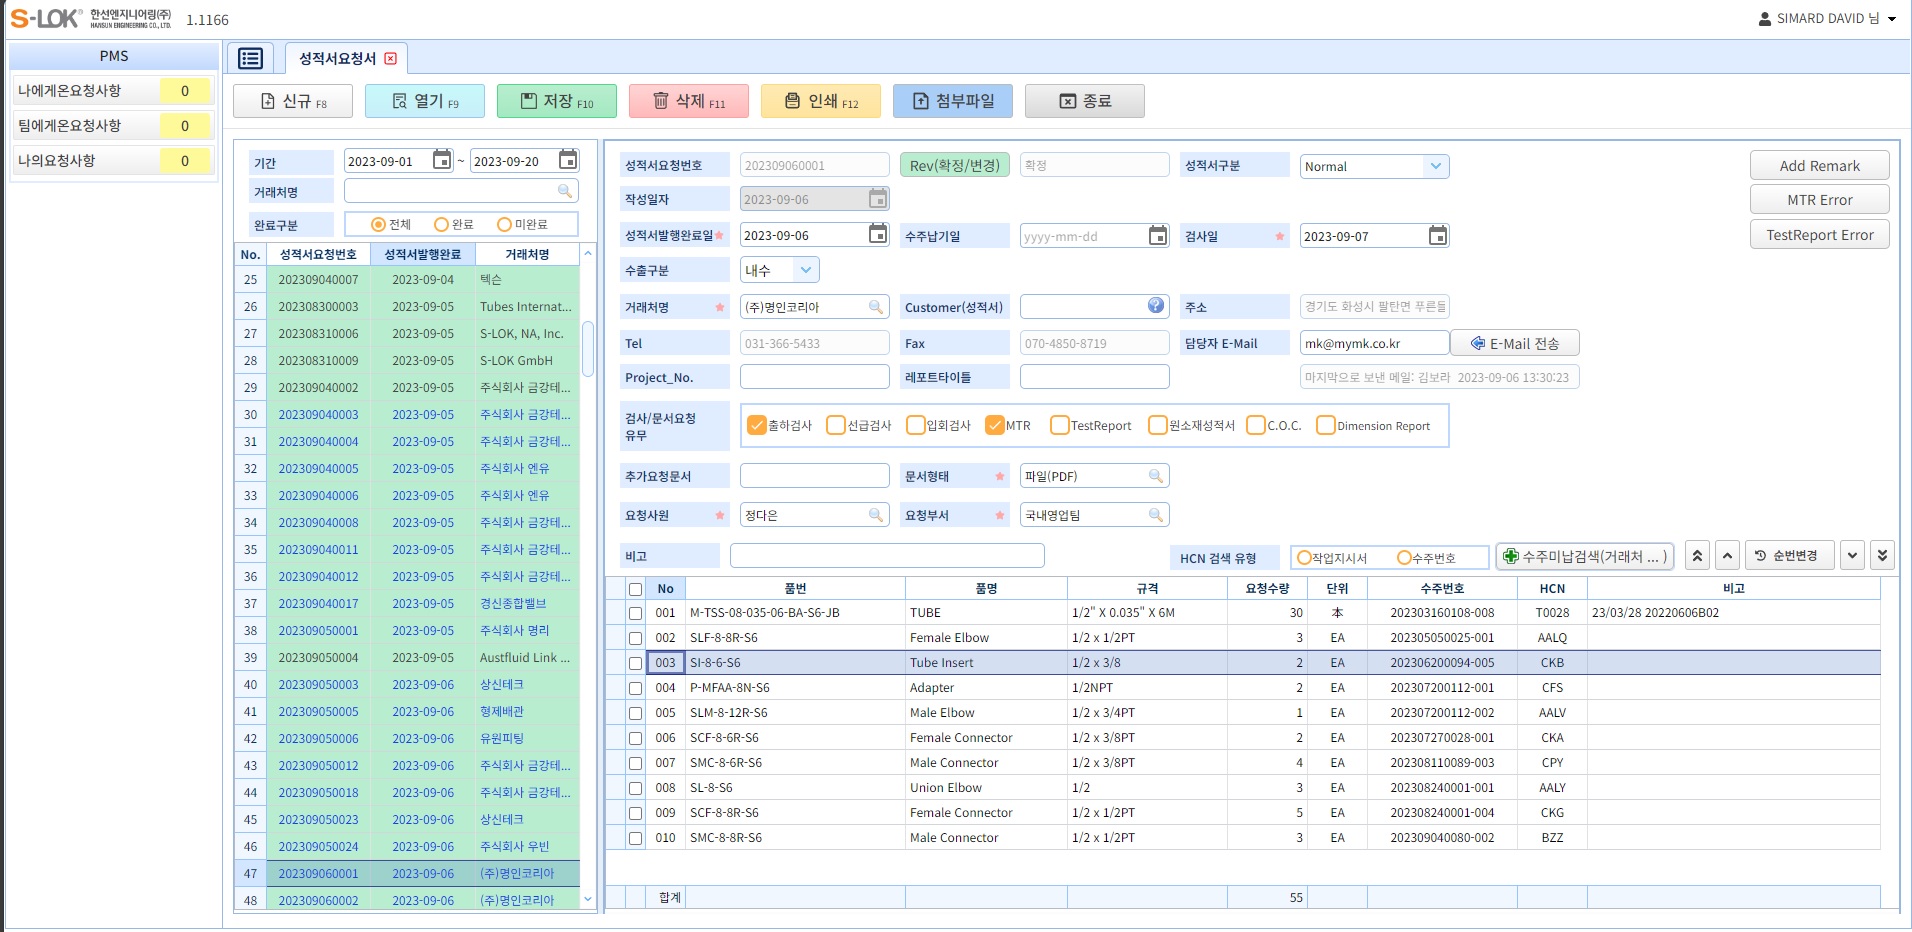 S-LOK® 한선엔지니어링(주) HANSUN ENGINEERING CO., LTD. 1.1166
SIMARD DAVID 님
PMS
나에게온요청사항 0
팀에게온요청사항 0
나의요청사항 0
성적서요청서
신규 F8 열기 F9 저장 F10 삭제 F11 인쇄 F12 첨부파일 종료
기간 2023-09-01 ~ 2023-09-20
거래처명
완료구분 전체 완료 미완료
No. 성적서요청번호 성적서발행완료 거래처명
25 202309040007 2023-09-04 텍슨
26 202308300003 2023-09-05 Tubes Internat...
27 202308310006 2023-09-05 S-LOK, NA, Inc.
28 202308310009 2023-09-05 S-LOK GmbH
29 202309040002 2023-09-05 주식회사 금강테...
30 202309040003 2023-09-05 주식회사 금강테...
31 202309040004 2023-09-05 주식회사 금강테...
32 202309040005 2023-09-05 주식회사 엔유
33 202309040006 2023-09-05 주식회사 엔유
34 202309040008 2023-09-05 주식회사 금강테...
35 202309040011 2023-09-05 주식회사 금강테...
36 202309040012 2023-09-05 주식회사 금강테...
37 202309040017 2023-09-05 경신종합밸브
38 202309050001 2023-09-05 주식회사 명리
39 202309050004 2023-09-05 Austfluid Link ...
40 202309050003 2023-09-06 상신테크
41 202309050005 2023-09-06 형제배관
42 202309050006 2023-09-06 유원피팅
43 202309050012 2023-09-06 주식회사 금강테...
44 202309050018 2023-09-06 주식회사 금강테...
45 202309050023 2023-09-06 상신테크
46 202309050024 2023-09-06 주식회사 우빈
47 202309060001 2023-09-06 (주)명인코리아
48 202309060002 2023-09-06 (주)명인코리아
성적서요청번호 202309060001 Rev(확정/변경) 확정 성적서구분 Normal Add Remark
작성일자 2023-09-06 MTR Error
성적서발행완료일 2023-09-06 수주납기일 yyyy-mm-dd 검사일 2023-09-07 TestReport Error
수출구분 내수
거래처명 (주)명인코리아 Customer(성적서) 주소 경기도 화성시 팔탄면 푸른들
Tel 031-366-5433 Fax 070-4850-8719 담당자 E-Mail mk@mymk.co.kr E-Mail 전송
Project_No. 레포트타이틀 마지막으로 보낸 메일: 김보라 2023-09-06 13:30:23
검사/문서요청
유무
출하검사 선급검사 입회검사 MTR TestReport 원소재성적서 C.O.C. Dimension Report
추가요청문서 문서형태 파일(PDF)
요청사원 정다은 요청부서 국내영업팀
비고 HCN 검색 유형 작업지시서 수주번호 수주미납검색(거래처 ... ) 순번변경
No 품번 품명 규격 요청수량 단위 수주번호 HCN 비고
001 M-TSS-08-035-06-BA-S6-JB TUBE 1/2" X 0.035" X 6M 30 本 202303160108-008 T0028 23/03/28 20220606B02
002 SLF-8-8R-S6 Female Elbow 1/2 x 1/2PT 3 EA 202305050025-001 AALQ
003 SI-8-6-S6 Tube Insert 1/2 x 3/8 2 EA 202306200094-005 CKB
004 P-MFAA-8N-S6 Adapter 1/2NPT 2 EA 202307200112-001 CFS
005 SLM-8-12R-S6 Male Elbow 1/2 x 3/4PT 1 EA 202307200112-002 AALV
006 SCF-8-6R-S6 Female Connector 1/2 x 3/8PT 2 EA 202307270028-001 CKA
007 SMC-8-6R-S6 Male Connector 1/2 x 3/8PT 4 EA 202308110089-003 CPY
008 SL-8-S6 Union Elbow 1/2 3 EA 202308240001-001 AALY
009 SCF-8-8R-S6 Female Connector 1/2 x 1/2PT 5 EA 202308240001-004 CKG
010 SMC-8-8R-S6 Male Connector 1/2 x 1/2PT 3 EA 202309040080-002 BZZ
합계 55